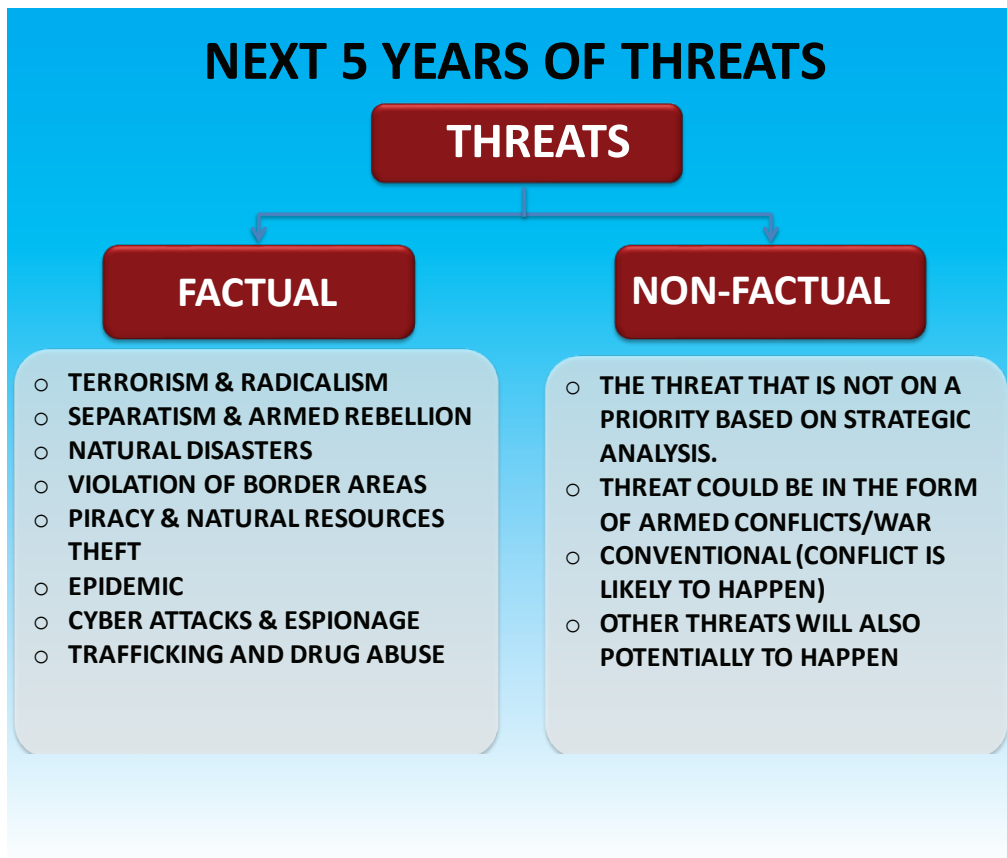 NEXT 5 YEARS OF THREATS
THREATS
FACTUAL
○ TERRORISM & RADICALISM
○ SEPARATISM & ARMED REBELLION
○ NATURAL DISASTERS
○ VIOLATION OF BORDER AREAS
○ PIRACY & NATURAL RESOURCES
THEFT
○ EPIDEMIC
○ CYBER ATTACKS & ESPIONAGE
○ TRAFFICKING AND DRUG ABUSE
NON-FACTUAL
○ THE THREAT THAT IS NOT ON A
PRIORITY BASED ON STRATEGIC
ANALYSIS.
○ THREAT COULD BE IN THE FORM
OF ARMED CONFLICTS/WAR
○ CONVENTIONAL (CONFLICT IS
LIKELY TO HAPPEN)
○ OTHER THREATS WILL ALSO
POTENTIALLY TO HAPPEN